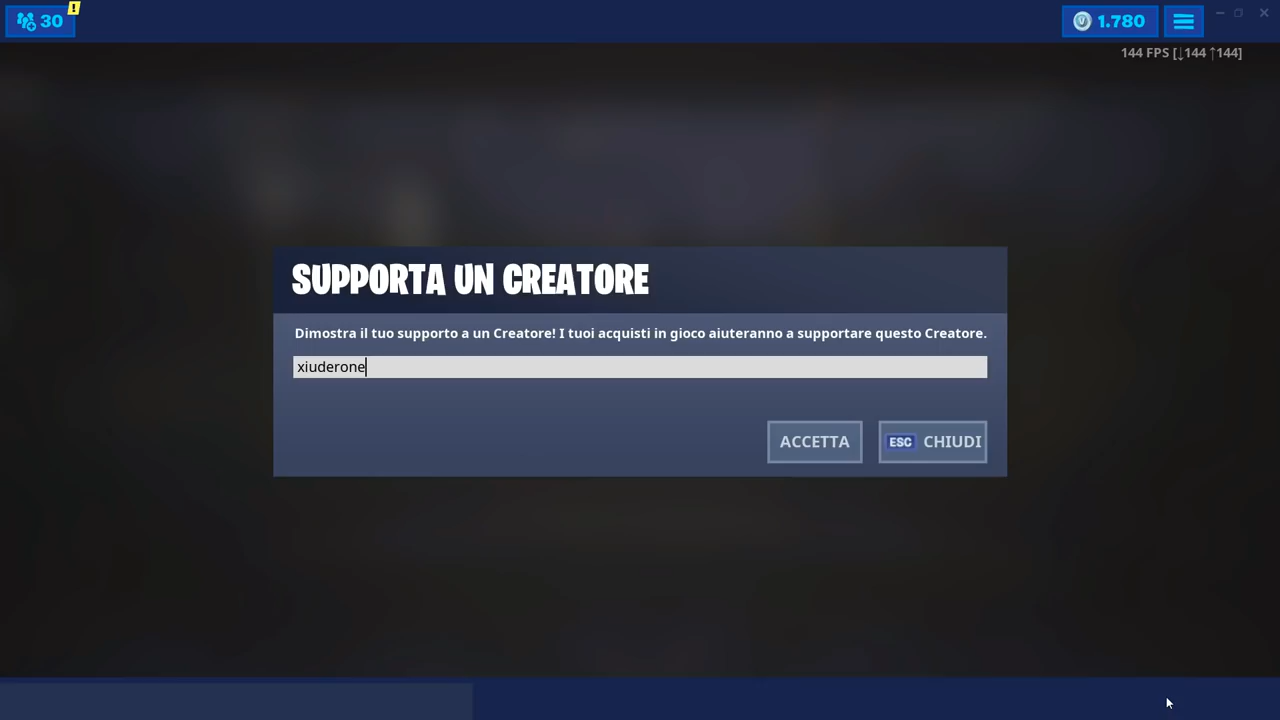 30
!
1.780
144 FPS [↓144 ↑144]
SUPPORTA UN CREATORE
Dimostra il tuo supporto a un Creatore! I tuoi acquisti in gioco aiuteranno a supportare questo Creatore.
xiuderone
ACCETTA
ESC CHIUDI